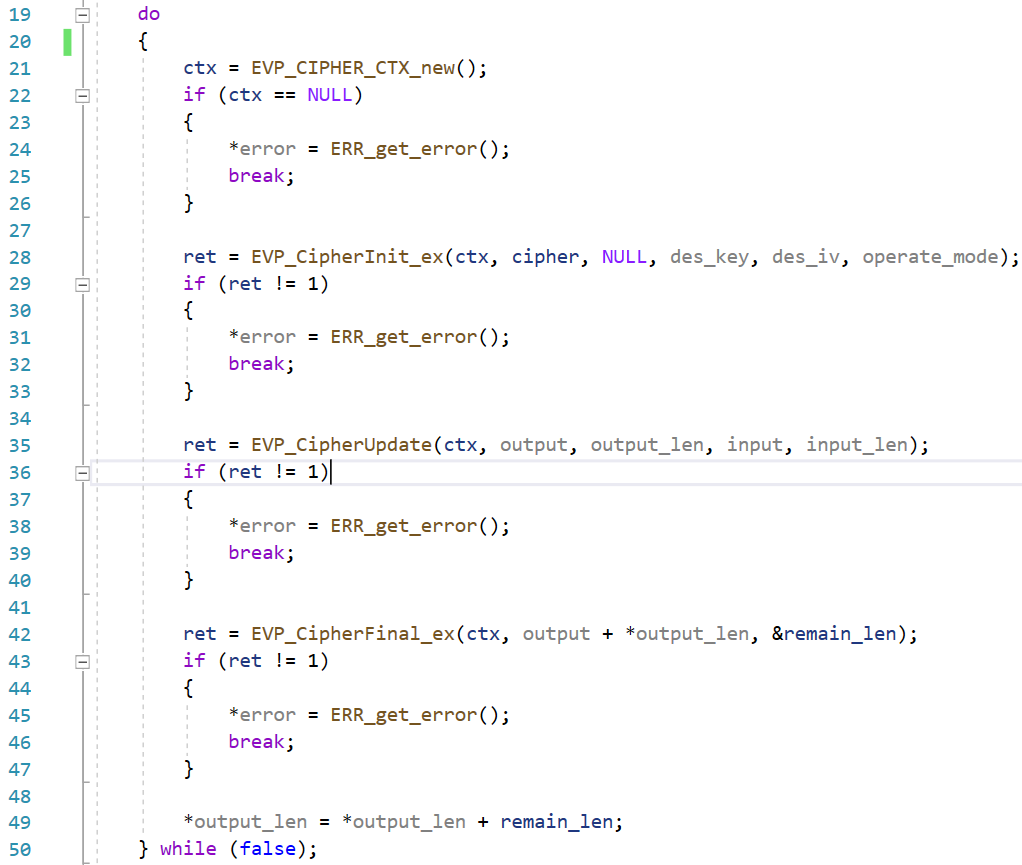 19 do
20 {
21 ctx = EVP_CIPHER_CTX_new();
22 if (ctx == NULL)
23 {
24 *error = ERR_get_error();
25 break;
26 }
27
28 ret = EVP_CipherInit_ex(ctx, cipher, NULL, des_key, des_iv, operate_mode);
29 if (ret != 1)
30 {
31 *error = ERR_get_error();
32 break;
33 }
34
35 ret = EVP_CipherUpdate(ctx, output, output_len, input, input_len);
36 if (ret != 1)
37 {
38 *error = ERR_get_error();
39 break;
40 }
41
42 ret = EVP_CipherFinal_ex(ctx, output + *output_len, &remain_len);
43 if (ret != 1)
44 {
45 *error = ERR_get_error();
46 break;
47 }
48
49 *output_len = *output_len + remain_len;
50 } while (false);